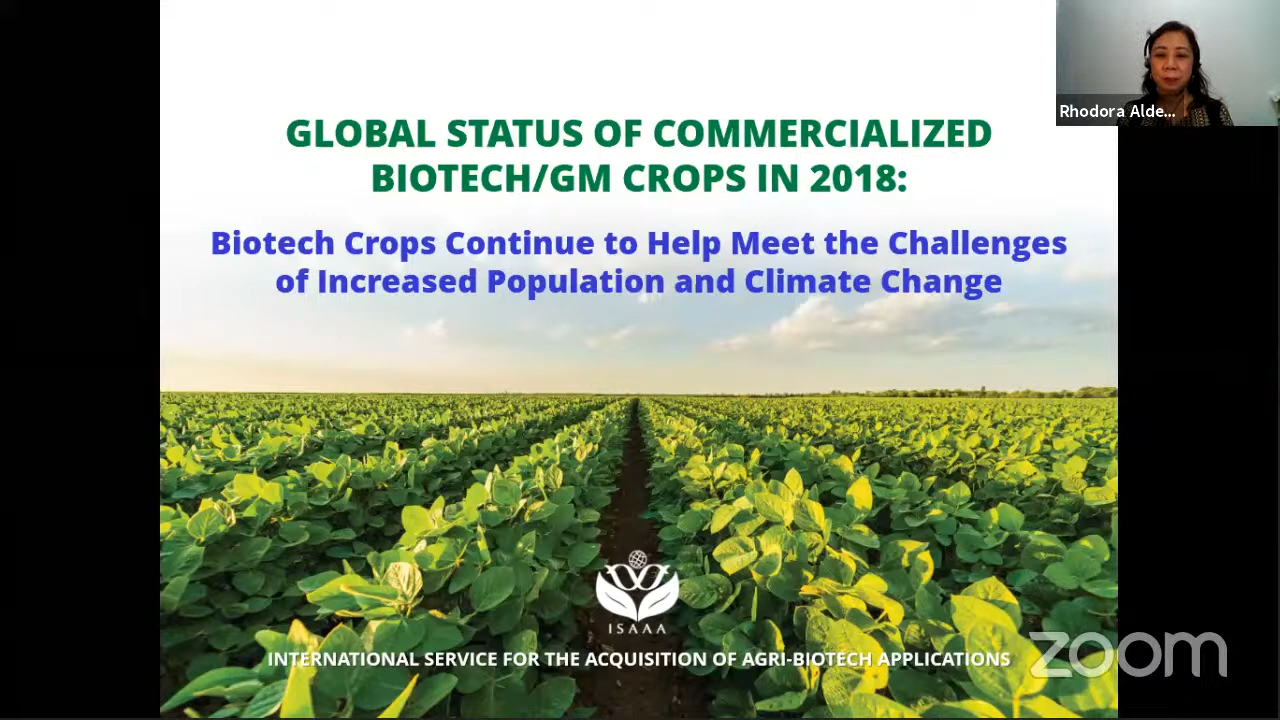 Rhodora Alde...
GLOBAL STATUS OF COMMERCIALIZED
BIOTECH/GM CROPS IN 2018:
Biotech Crops Continue to Help Meet the Challenges
of Increased Population and Climate Change
ISAAA
INTERNATIONAL SERVICE FOR THE ACQUISITION OF AGRI-BIOTECH APPLICATIONS
zoom